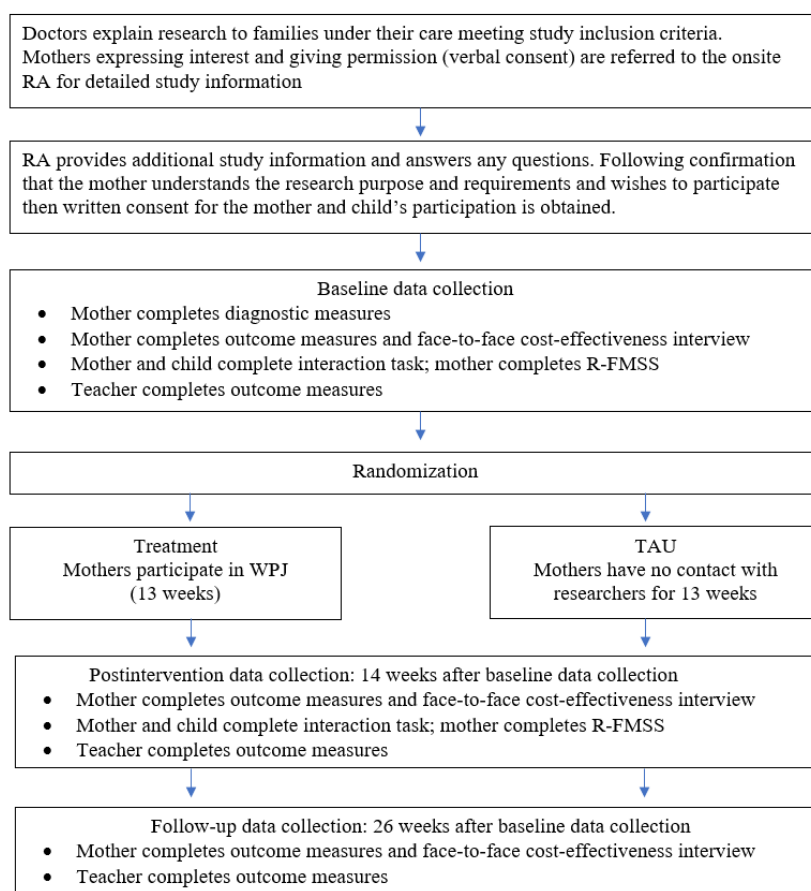 Doctors explain research to families under their care meeting study inclusion criteria.
Mothers expressing interest and giving permission (verbal consent) are referred to the onsite
RA for detailed study information
RA provides additional study information and answers any questions. Following confirmation
that the mother understands the research purpose and requirements and wishes to participate
then written consent for the mother and child’s participation is obtained.
Baseline data collection
• Mother completes diagnostic measures
• Mother completes outcome measures and face-to-face cost-effectiveness interview
• Mother and child complete interaction task; mother completes R-FMSS
• Teacher completes outcome measures
Randomization
Treatment
Mothers participate in WPJ
(13 weeks)
TAU
Mothers have no contact with
researchers for 13 weeks
Postintervention data collection: 14 weeks after baseline data collection
• Mother completes outcome measures and face-to-face cost-effectiveness interview
• Mother and child complete interaction task; mother completes R-FMSS
• Teacher completes outcome measures
Follow-up data collection: 26 weeks after baseline data collection
• Mother completes outcome measures and face-to-face cost-effectiveness interview
• Teacher completes outcome measures